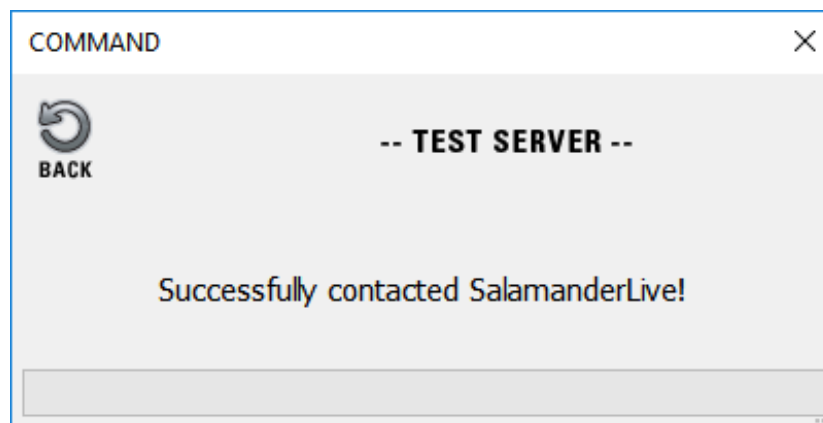 COMMAND
BACK
-- TEST SERVER --
Successfully contacted SalamanderLive!